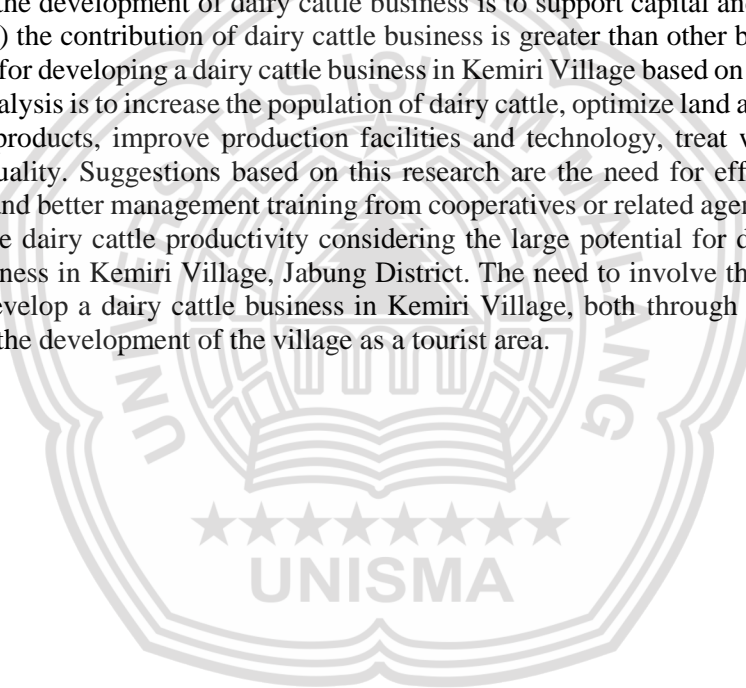 the development of dairy cattle business is to support capital and
) the contribution of dairy cattle business is greater than other b
for developing a dairy cattle business in Kemiri Village based on
alysis is to increase the population of dairy cattle, optimize land a
products, improve production facilities and technology, treat
uality. Suggestions based on this research are the need for eff
nd better management training from cooperatives or related agen
e dairy cattle productivity considering the large potential for d
ness in Kemiri Village, Jabung District. The need to involve th
evelop a dairy cattle business in Kemiri Village, both through
the development of the village as a tourist area.
UNIVERSITAS ISLAM MALANG
UNISMA